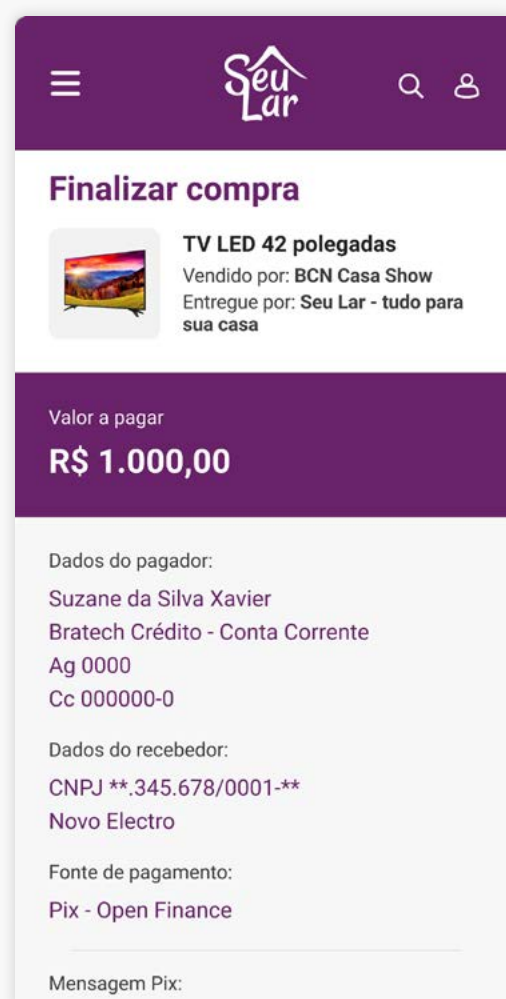 Seu
Lar
Finalizar compra
TV LED 42 polegadas
Vendido por: BCN Casa Show
Entregue por: Seu Lar - tudo para
sua casa
Valor a pagar
R$ 1.000,00
Dados do pagador:
Suzane da Silva Xavier
Bratech Crédito - Conta Corrente
Ag 0000
Cc 000000-0
Dados do recebedor:
CNPJ **.345.678/0001-**
Novo Electro
Fonte de pagamento:
Pix - Open Finance
Mensagem Pix: